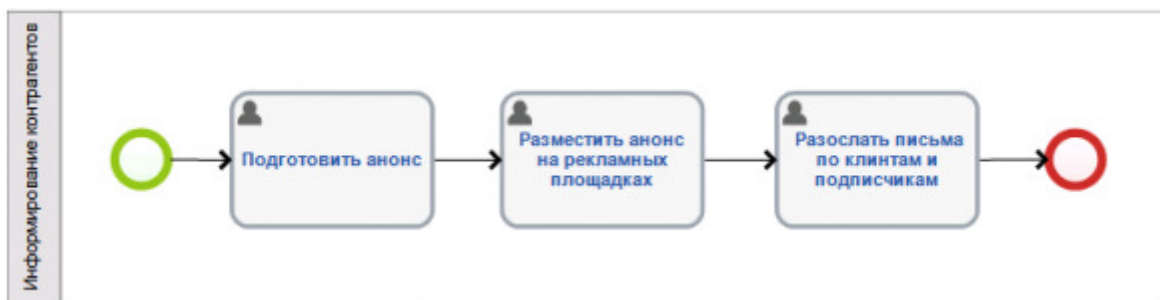 Информирование контрагентов
Подготовить анонс
Разместить анонс
на рекламных
площадках
Разослать письма
по клинтам и
подписчикам